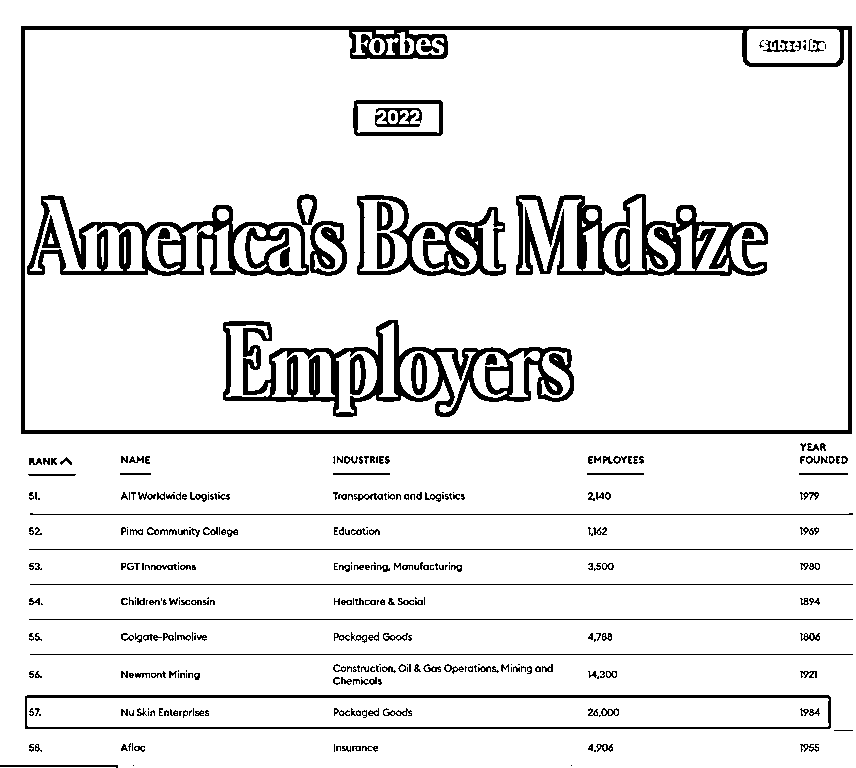 Forbes
Subscribe
2022
America's Best Midsize
Employers
RANK NAME INDUSTRIES EMPLOYEES YEAR FOUNDED
51. AIT Worldwide Logistics Transportation and Logistics 2,140 1979
52. Pima Community College Education 1,162 1969
53. PGT Innovations Engineering, Manufacturing 3,500 1980
54. Children's Wisconsin Healthcare & Social 1894
55. Colgate-Palmolive Packaged Goods 4,788 1806
56. Newmont Mining Construction, Oil & Gas Operations, Mining and Chemicals 14,300 1921
57. Nu Skin Enterprises Packaged Goods 26,000 1984
58. Aflac Insurance 4,906 1955